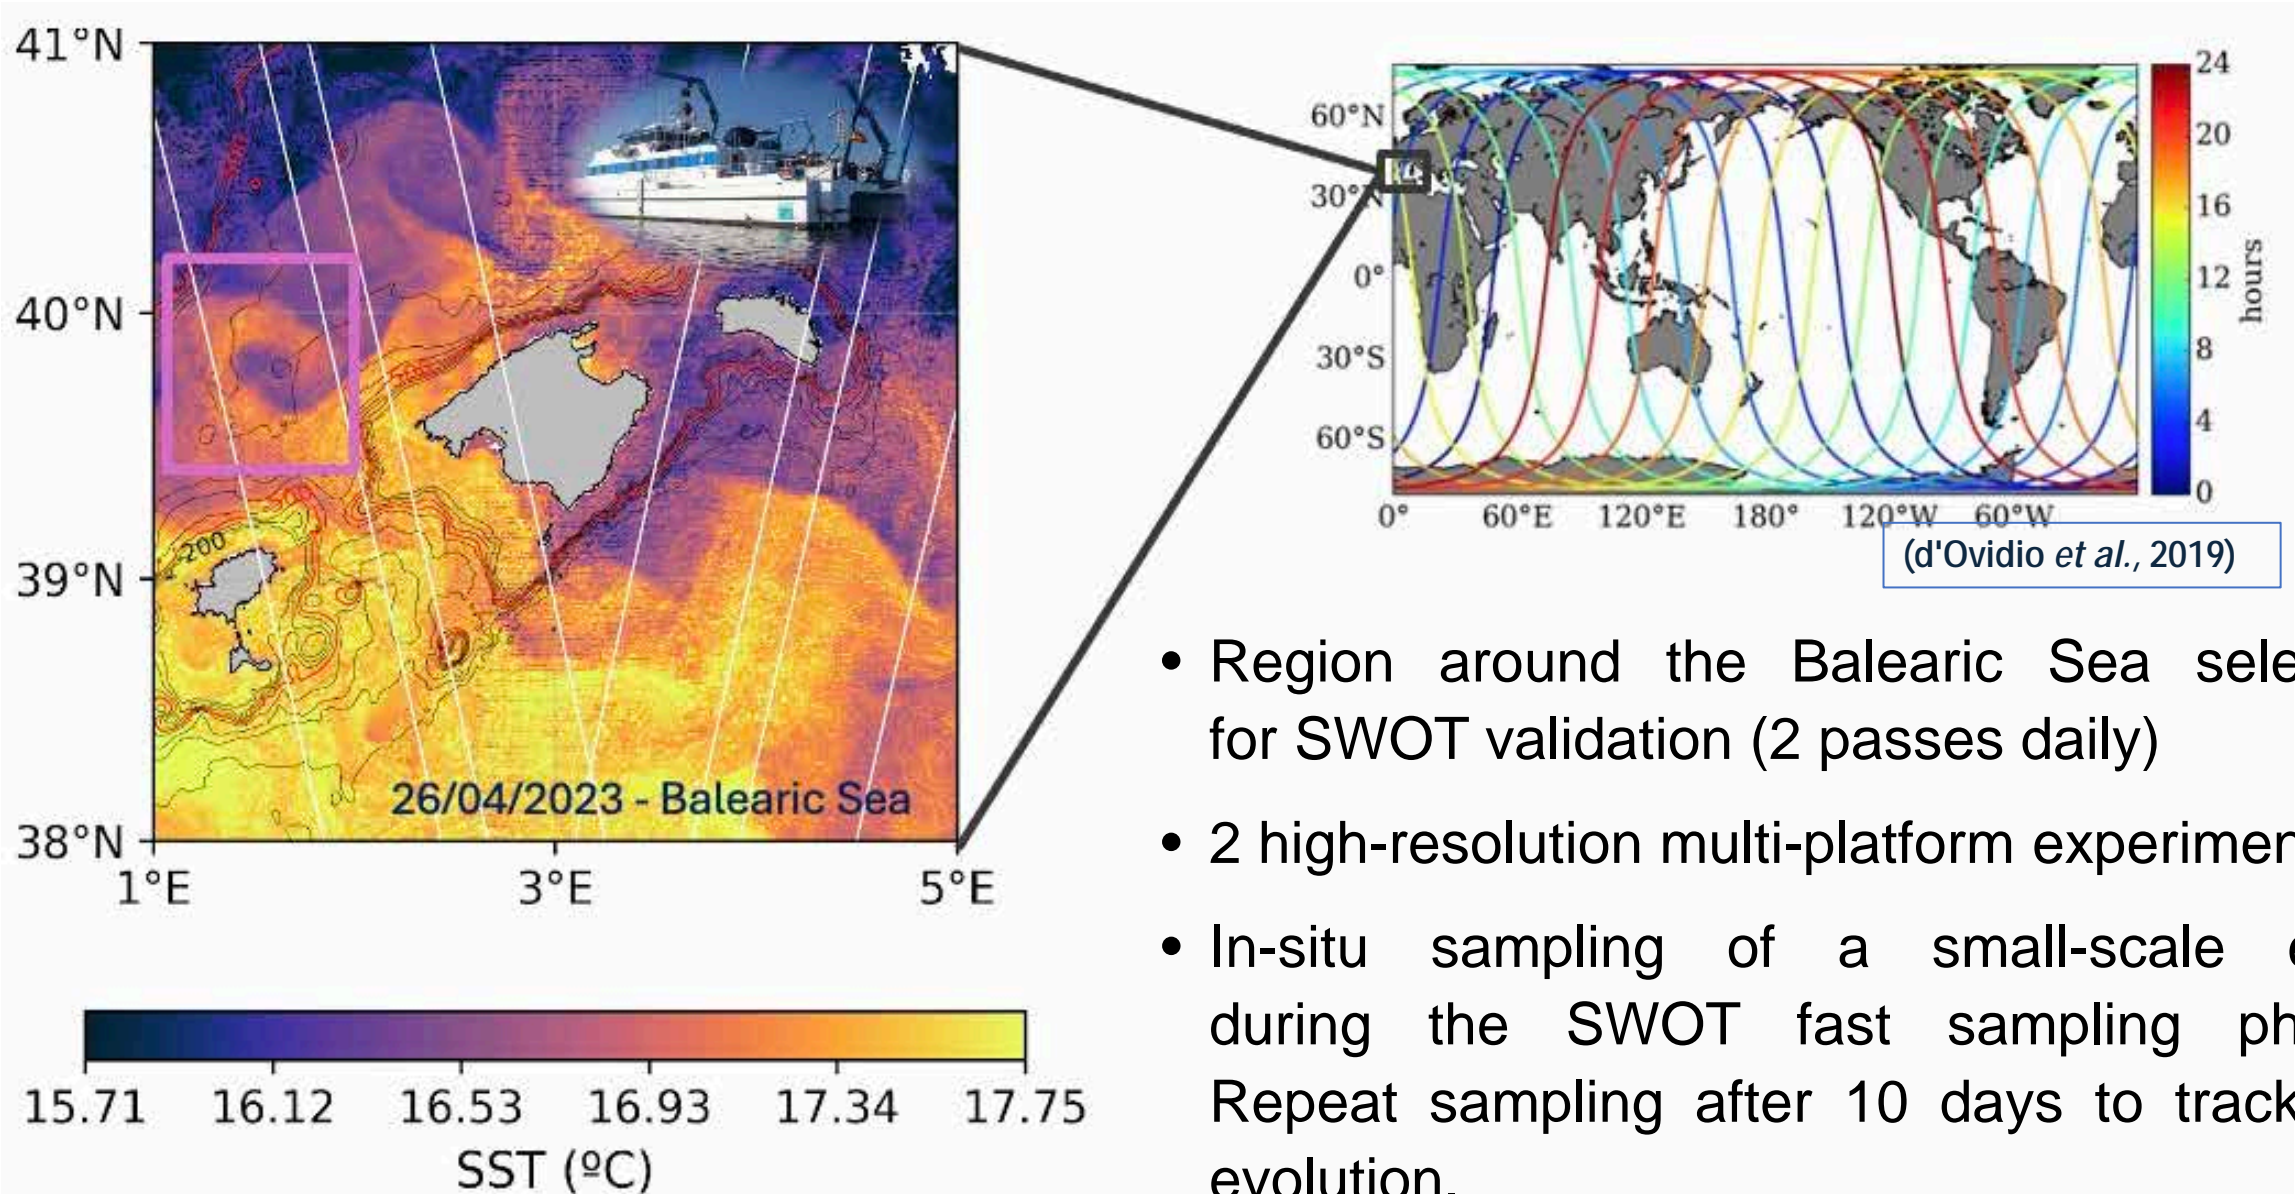 41°N
40°N
39°N
38°N
1°E 3°E 5°E
200
26/04/2023 - Balearic Sea
15.71 16.12 16.53 16.93 17.34 17.75
SST (ºC)
60°N
30°N
0°
30°S
60°S
0° 60°E 120°E 180° 120°W 60°W
24
20
16
12
8
4
0
hours
(d'Ovidio et al., 2019)
• Region around the Balearic Sea sele
for SWOT validation (2 passes daily)
• 2 high-resolution multi-platform experimen
• In-situ sampling of a small-scale
during the SWOT fast sampling ph
Repeat sampling after 10 days to track
evolution.